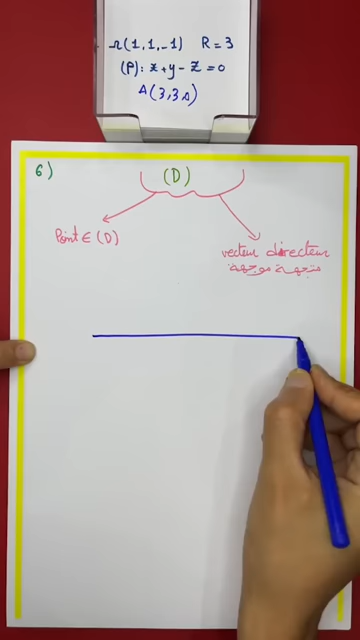 Ω(1,1,-1) R = 3
(P): x+y-z=0
A(3,3,1)
6) (D)
Point ∈ (D)
vecteur directeur
متجهة موجهة